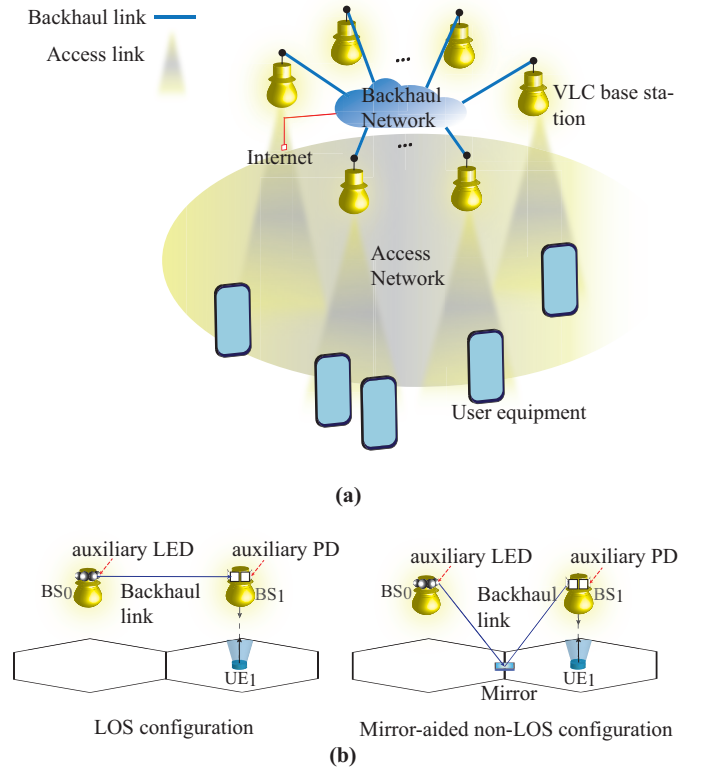 Backhaul link
Access link
...
Backhaul
Network
VLC base sta-
tion
Internet
...
Access
Network
User equipment
(a)
auxiliary LED
auxiliary PD
BS0
Backhaul
link
BS1
UE1
LOS configuration
auxiliary LED
auxiliary PD
BS0
Backhaul
link
BS1
UE1
Mirror
Mirror-aided non-LOS configuration
(b)